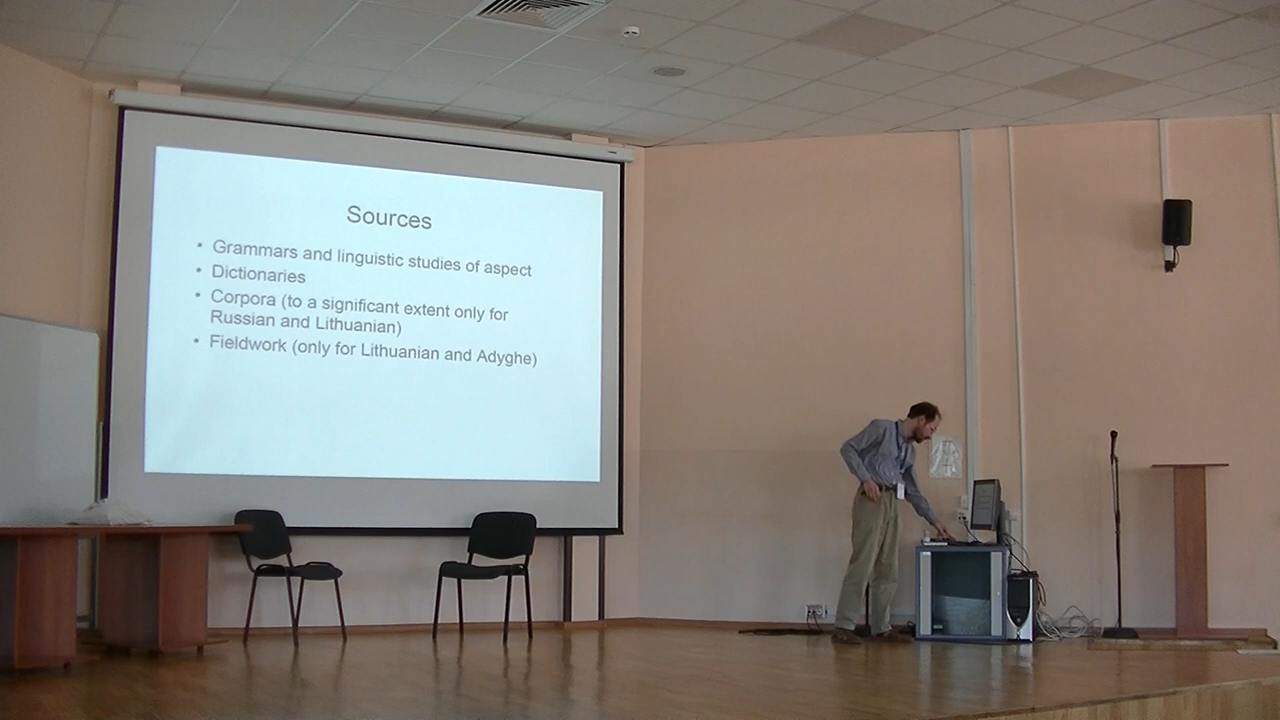 Sources
• Grammars and linguistic studies of aspect
• Dictionaries
• Corpora (to a significant extent only for
Russian and Lithuanian)
• Fieldwork (only for Lithuanian and Adyghe)